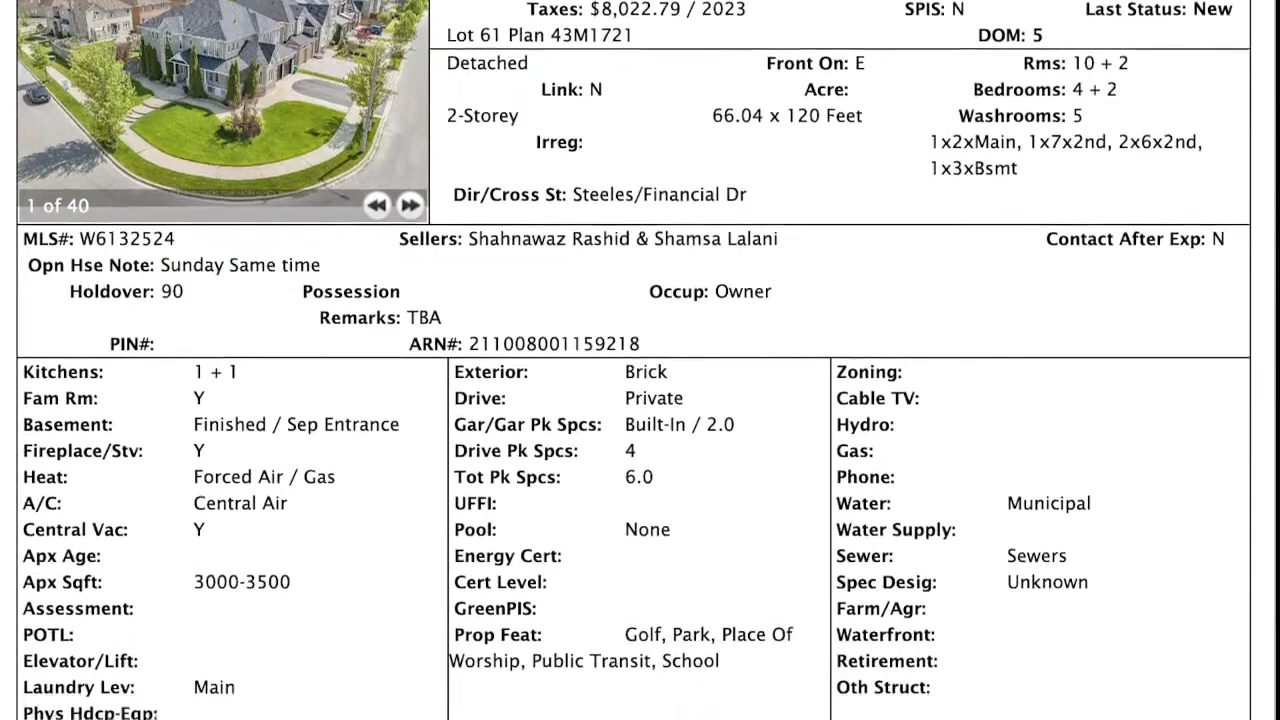 Taxes: $8,022.79 / 2023 SPIS: N Last Status: New
Lot 61 Plan 43M1721 DOM: 5
Detached Front On: E Rms: 10 + 2
Link: N Acre: Bedrooms: 4 + 2
2-Storey 66.04 x 120 Feet Washrooms: 5
Irreg: 1x2xMain, 1x7x2nd, 2x6x2nd,
1x3xBsmt
Dir/Cross St: Steeles/Financial Dr
1 of 40
MLS#: W6132524 Sellers: Shahnawaz Rashid & Shamsa Lalani Contact After Exp: N
Opn Hse Note: Sunday Same time
Holdover: 90 Possession Occup: Owner
Remarks: TBA
PIN#: ARN#: 211008001159218
Kitchens: 1 + 1
Fam Rm: Y
Basement: Finished / Sep Entrance
Fireplace/Stv: Y
Heat: Forced Air / Gas
A/C: Central Air
Central Vac: Y
Apx Age:
Apx Sqft: 3000-3500
Assessment:
POTL:
Elevator/Lift:
Laundry Lev: Main
Phys Hdcp-Eqp:
Exterior: Brick
Drive: Private
Gar/Gar Pk Spcs: Built-In / 2.0
Drive Pk Spcs: 4
Tot Pk Spcs: 6.0
UFFI:
Pool: None
Energy Cert:
Cert Level:
GreenPIS:
Prop Feat: Golf, Park, Place Of
Worship, Public Transit, School
Zoning:
Cable TV:
Hydro:
Gas:
Phone:
Water: Municipal
Water Supply:
Sewer: Sewers
Spec Desig: Unknown
Farm/Agr:
Waterfront:
Retirement:
Oth Struct: